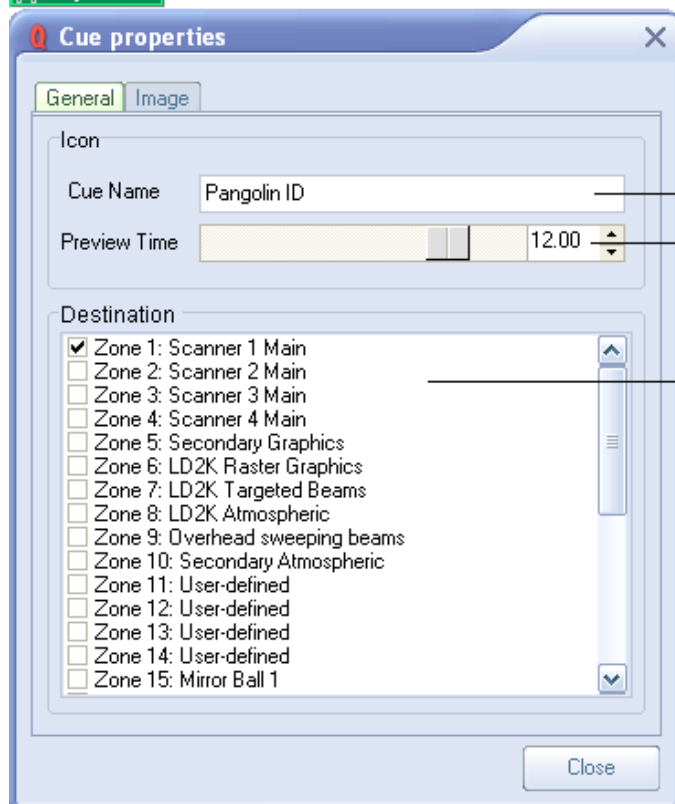 Cue properties
General Image
Icon
Cue Name Pangolin ID
Preview Time 12.00
Destination
Zone 1: Scanner 1 Main
Zone 2: Scanner 2 Main
Zone 3: Scanner 3 Main
Zone 4: Scanner 4 Main
Zone 5: Secondary Graphics
Zone 6: LD2K Raster Graphics
Zone 7: LD2K Targeted Beams
Zone 8: LD2K Atmospheric
Zone 9: Overhead sweeping beams
Zone 10: Secondary Atmospheric
Zone 11: User-defined
Zone 12: User-defined
Zone 13: User-defined
Zone 14: User-defined
Zone 15: Mirror Ball 1
Close